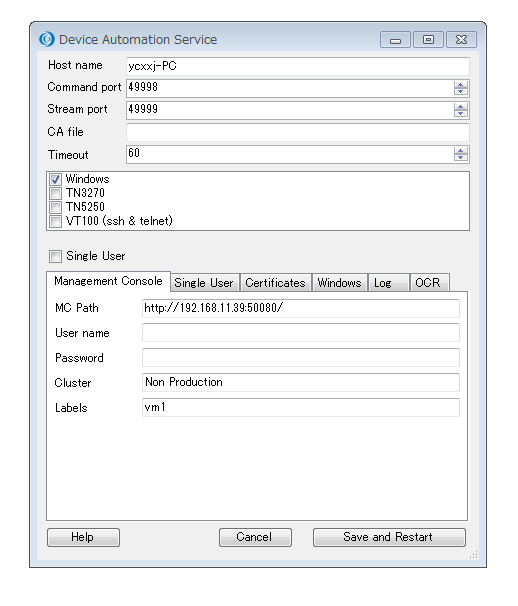 Device Automation Service
Host name ycxxj-PC
Command port 49998
Stream port 49999
CA file
Timeout 60
Windows
TN3270
TN5250
VT100 (ssh & telnet)
Single User
Management Console Single User Certificates Windows Log OCR
MC Path http://192.168.11.39:50080/
User name
Password
Cluster Non Production
Labels vm1
Help Cancel Save and Restart